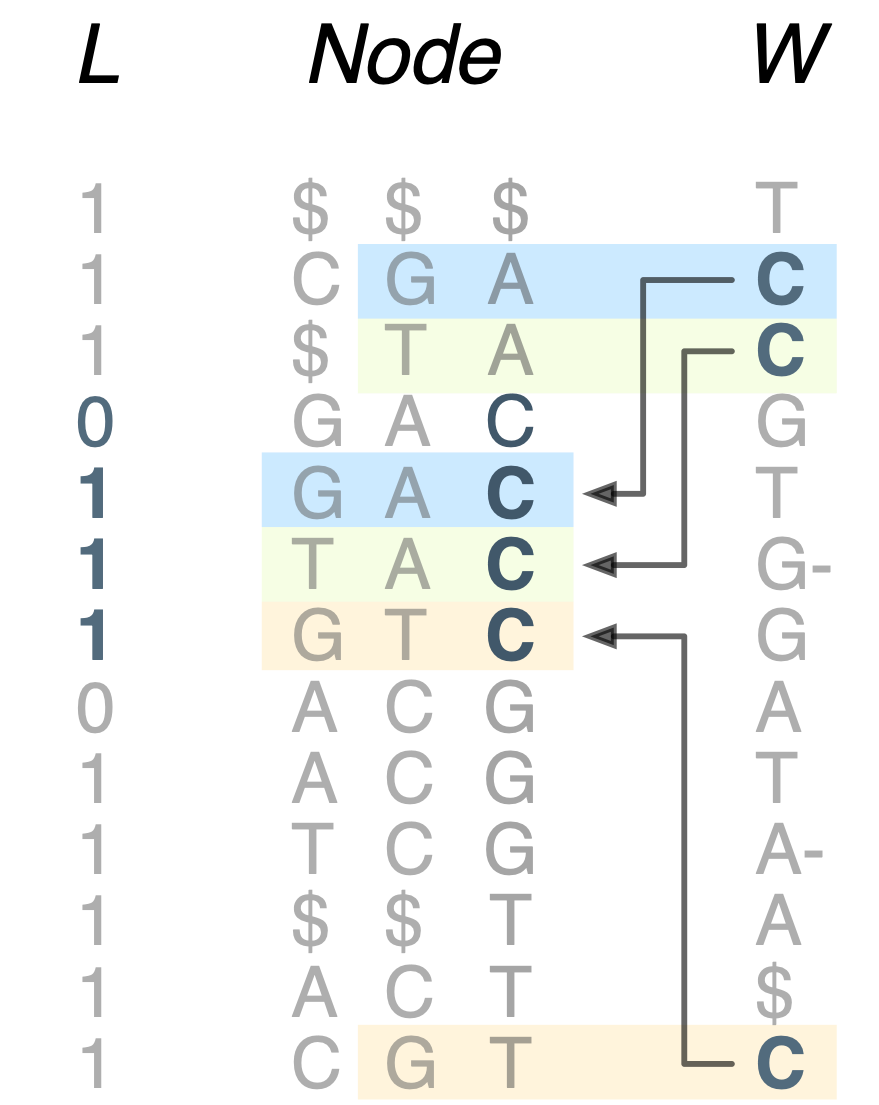 L Node W
1 $ $ $ T
1 C G A C
1 $ T A C
0 G A C G
1 G A C T
1 T A C G-
1 G T C G
0 A C G A
1 A C G T
1 T C G A-
1 $ $ T A
1 A C T $
1 C G T C